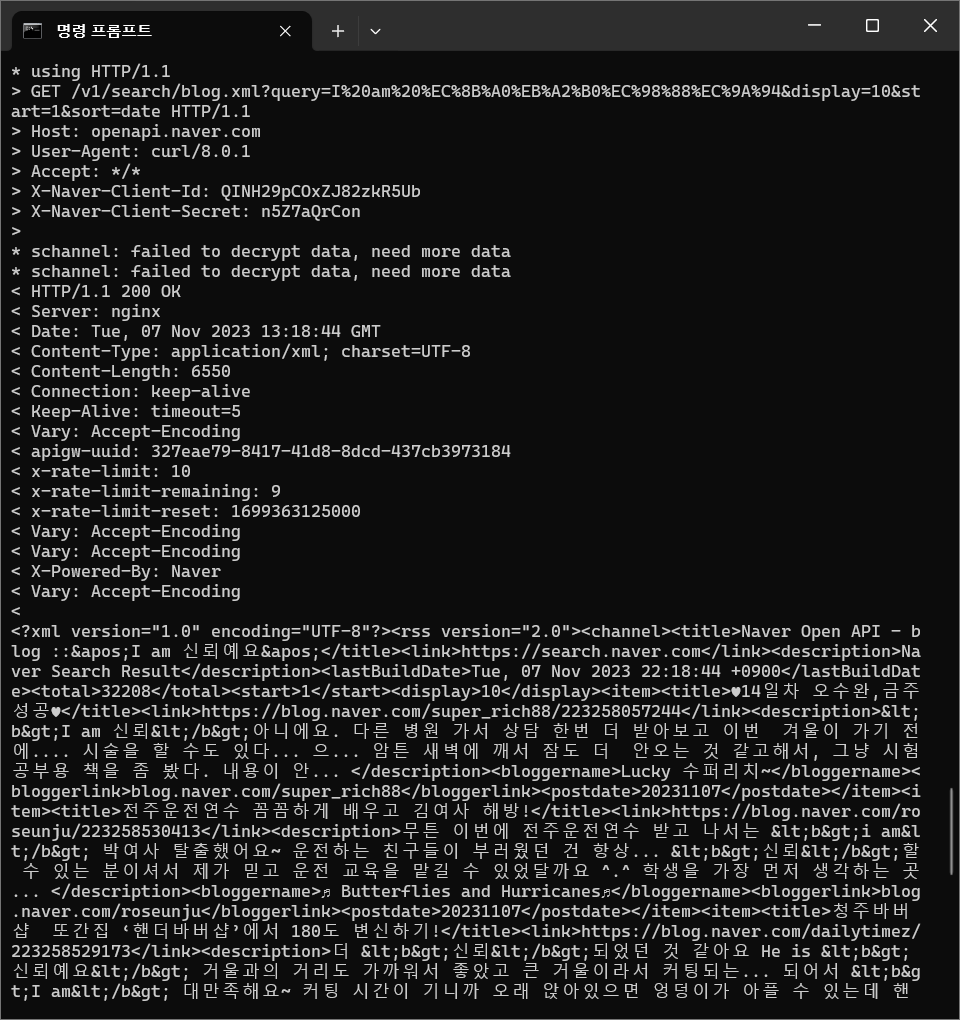 명령 프롬프트
* using HTTP/1.1
> GET /v1/search/blog.xml?query=I%20am%20%EC%8B%A0%EB%A2%B0%EC%98%88%EC%9A%94&display=10&st
art=1&sort=date HTTP/1.1
> Host: openapi.naver.com
> User-Agent: curl/8.0.1
> Accept: */*
> X-Naver-Client-Id: QINH29pCOxZJ82zkR5Ub
> X-Naver-Client-Secret: n5Z7aQrCon
>
* schannel: failed to decrypt data, need more data
* schannel: failed to decrypt data, need more data
< HTTP/1.1 200 OK
< Server: nginx
< Date: Tue, 07 Nov 2023 13:18:44 GMT
< Content-Type: application/xml; charset=UTF-8
< Content-Length: 6550
< Connection: keep-alive
< Keep-Alive: timeout=5
< Vary: Accept-Encoding
< apigw-uuid: 327eae79-8417-41d8-8dcd-437cb3973184
< x-rate-limit: 10
< x-rate-limit-remaining: 9
< x-rate-limit-reset: 1699363125000
< Vary: Accept-Encoding
< Vary: Accept-Encoding
< X-Powered-By: Naver
< Vary: Accept-Encoding
<
<?xml version="1.0" encoding="UTF-8"?><rss version="2.0"><channel><title>Naver Open API - b
log ::&apos;I am 신뢰예요&apos;</title><link>https://search.naver.com</link><description>Na
ver Search Result</description><lastBuildDate>Tue, 07 Nov 2023 22:18:44 +0900</lastBuildDat
e><total>32208</total><start>1</start><display>10</display><item><title>♥14일차 오수완,금주
성공♥</title><link>https://blog.naver.com/super_rich88/223258057244</link><description>&lt;
b&gt;I am 신뢰&lt;/b&gt;아니에요. 다른 병원 가서 상담 한번 더 받아보고 이번  겨울이 가기 전
에.... 시술을 할 수도 있다... 으... 암튼 새벽에 깨서 잠도 더  안오는 것 같고해서, 그냥 시험
공부용 책을 좀 봤다. 내용이 안... </description><bloggername>Lucky 수퍼리치~</bloggername><
bloggerlink>blog.naver.com/super_rich88</bloggerlink><postdate>20231107</postdate></item><i
tem><title>전주운전연수 꼼꼼하게 배우고 김여사 해방!</title><link>https://blog.naver.com/ro
seunju/223258530413</link><description>무튼 이번에 전주운전연수 받고 나서는 &lt;b&gt;i am&l
t;/b&gt; 박여사 탈출했어요~ 운전하는 친구들이 부러웠던 건 항상... &lt;b&gt;신뢰&lt;/b&gt;할
 수 있는 분이셔서 제가 믿고 운전 교육을 맡길 수 있었달까요 ^.^ 학생을 가장 먼저 생각하는 곳
... </description><bloggername>♬ Butterflies and Hurricanes♬</bloggername><bloggerlink>blog
.naver.com/roseunju</bloggerlink><postdate>20231107</postdate></item><item><title>청주바버
샵  또간집 ‘핸디바버샵’에서 180도 변신하기!</title><link>https://blog.naver.com/dailytimez/
223258529173</link><description>더 &lt;b&gt;신뢰&lt;/b&gt;되었던 것 같아요 He is &lt;b&gt;
신뢰예요&lt;/b&gt; 거울과의 거리도 가까워서 좋았고 큰 거울이라서 커팅되는... 되어서 &lt;b&g
t;I am&lt;/b&gt; 대만족해요~ 커팅 시간이 기니까 오래 앉아있으면 엉덩이가 아플 수 있는데 핸